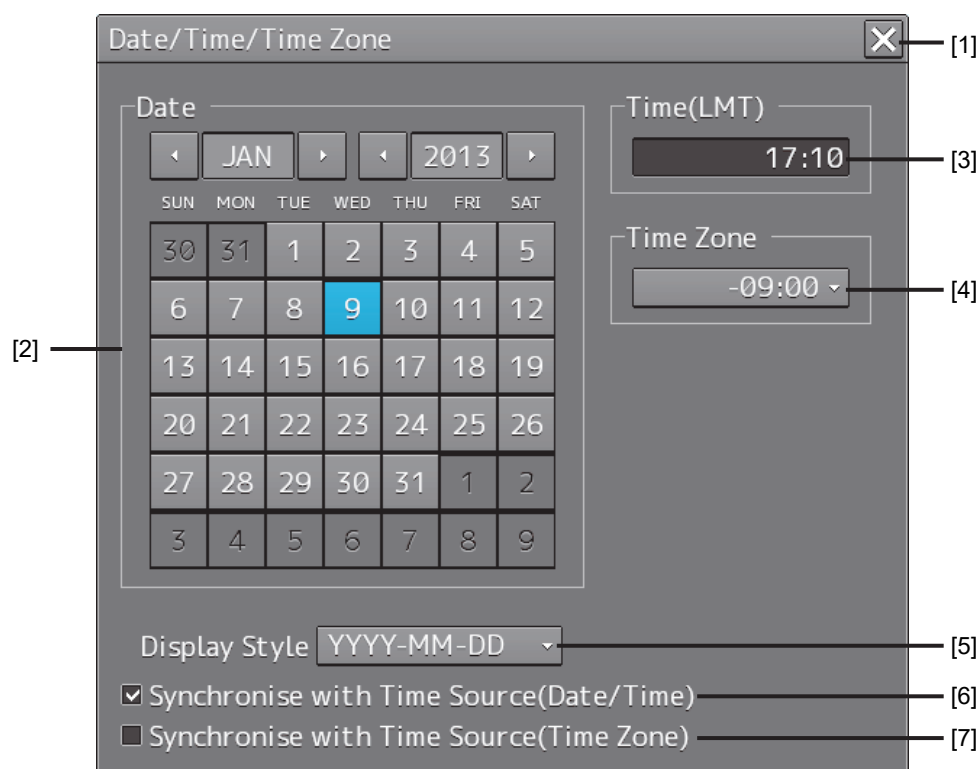 Date/Time/Time Zone [1]
Date
JAN 2013
SUN MON TUE WED THU FRI SAT
30 31 1 2 3 4 5
6 7 8 9 10 11 12
13 14 15 16 17 18 19
20 21 22 23 24 25 26
27 28 29 30 31 1 2
3 4 5 6 7 8 9
[2]
Time(LMT)
17:10 [3]
Time Zone
-09:00 [4]
Display Style YYYY-MM-DD [5]
Synchronise with Time Source(Date/Time) [6]
Synchronise with Time Source(Time Zone) [7]